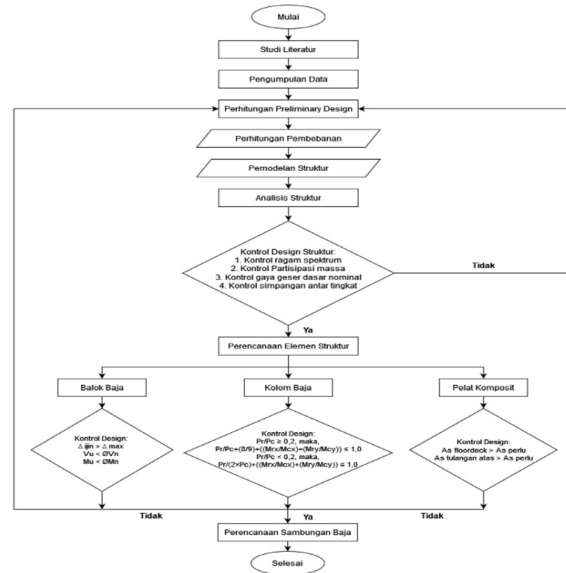 Mulai
Studi Literatur
Pengumpulan Data
Perhitungan Preliminary Design
Perhitungan Pembebanan
Pemodelan Struktur
Analisis Struktur
Kontrol Design Struktur:
1. Kontrol ragam spektrum
2. Kontrol Partisipasi massa
3. Kontrol gaya geser dasar nominal
4. Kontrol simpangan antar tingkat
Tidak
Ya
Perencanaan Elemen Struktur
Balok Baja
Kolom Baja
Pelat Komposit
Kontrol Design:
Δ ijin > Δ max
Vu < ØVn
Mu < ØMn
Kontrol Design:
Pr/Pc ≥ 0,2, maka,
Pr/Pc+(8/9)+((Mrx/Mcx)+(Mry/Mcy)) ≤ 1,0
Pr/Pc < 0,2, maka
Pr/(2×Pc)+((Mrx/Mcx)+(Mry/Mcy)) ≤ 1,0
Kontrol Design:
As floordeck > As perlu
As tulangan atas > As perlu
Tidak
Ya
Tidak
Perencanaan Sambungan Baja
Selesai